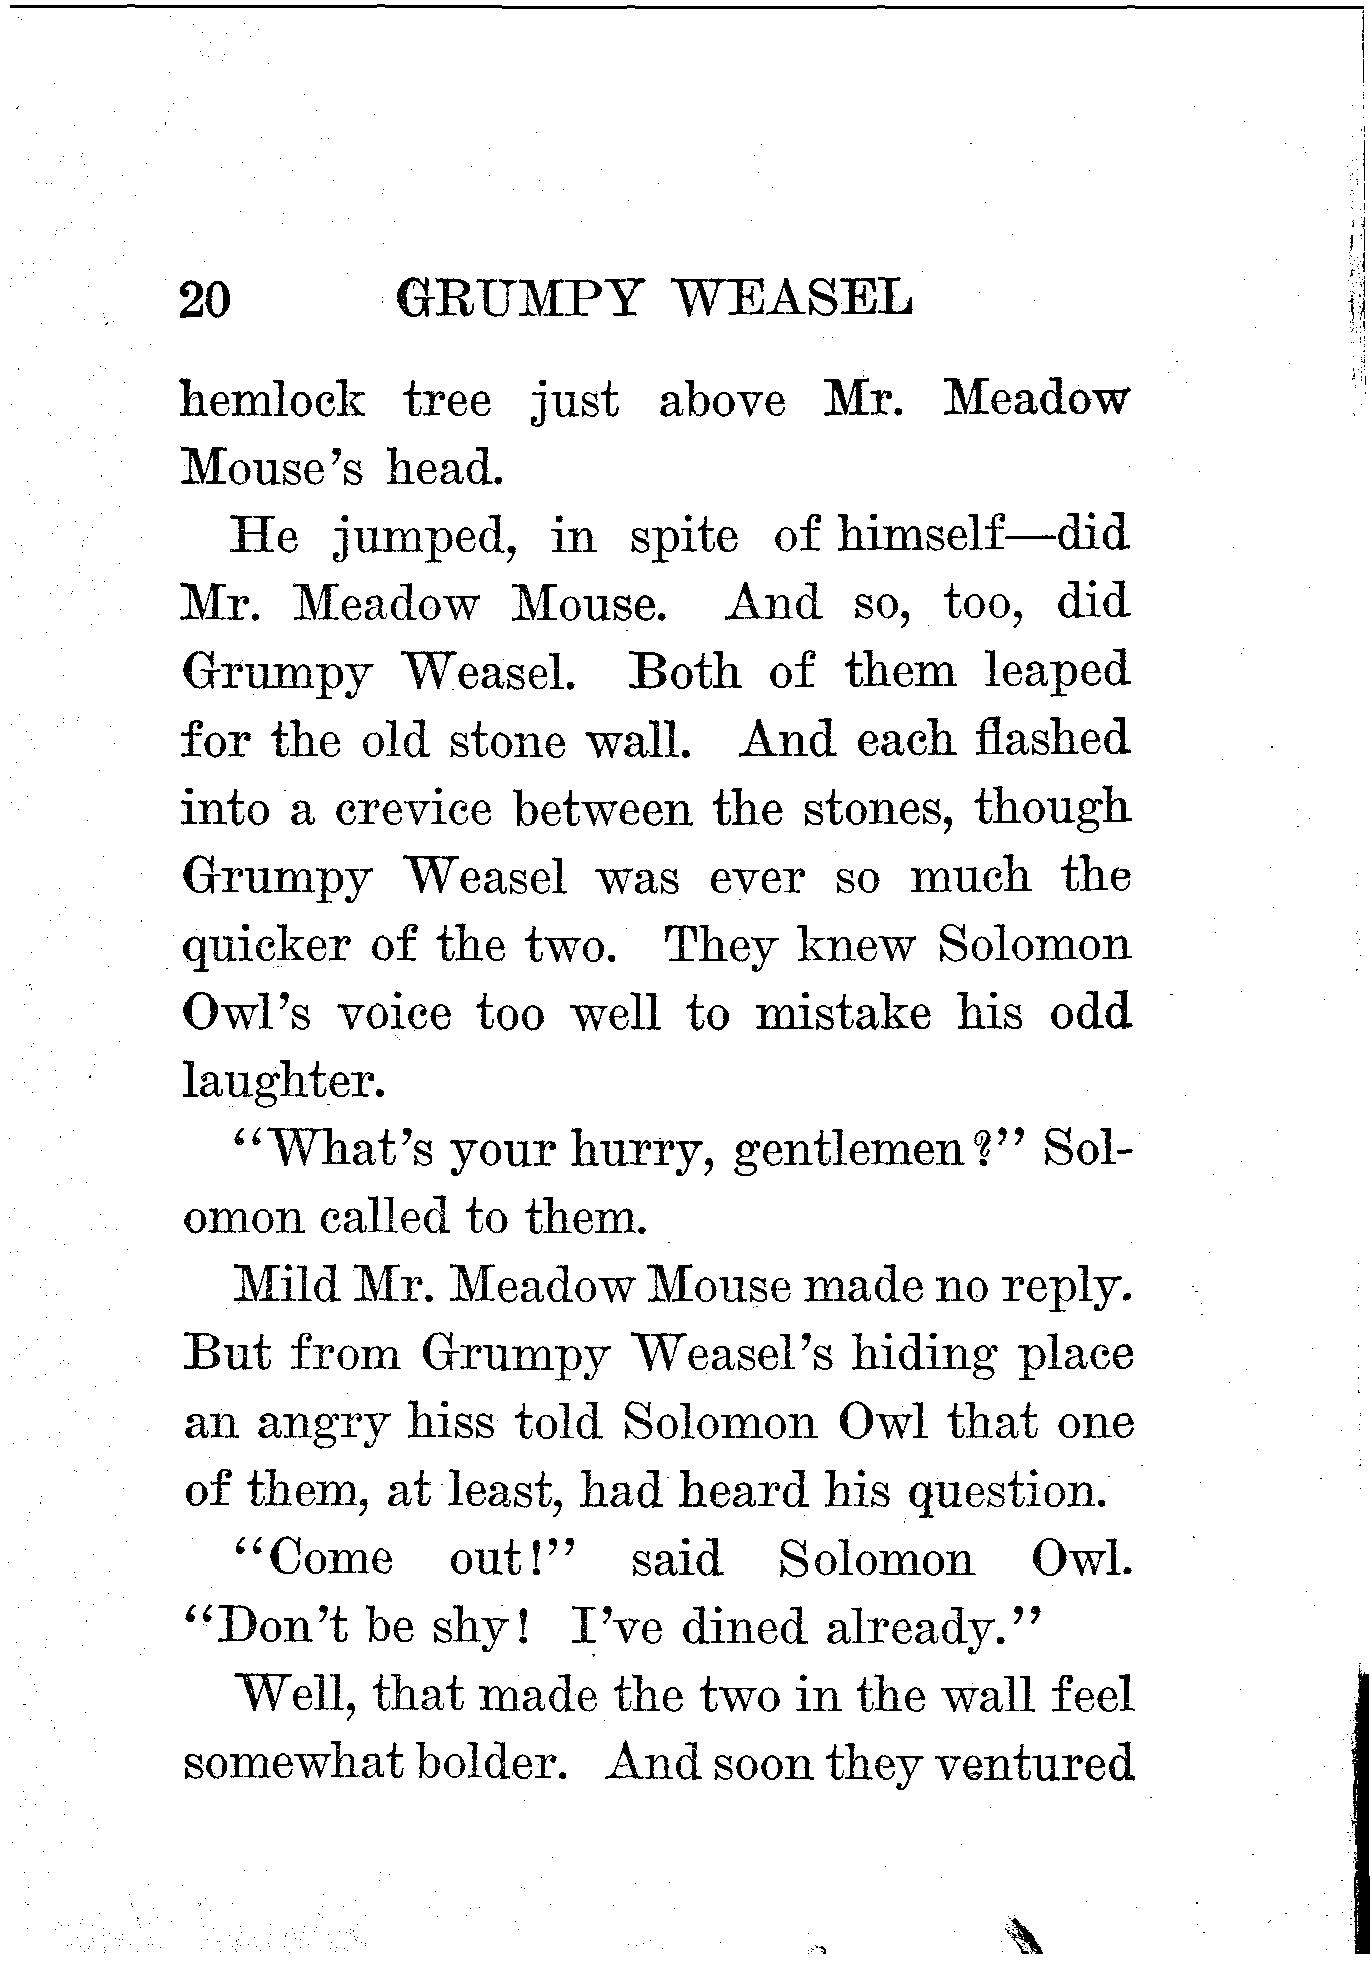 20 GRUMPY WEASEL
hemlock tree just above Mr. Meadow
Mouse's head.
He jumped, in spite of himself—did
Mr. Meadow Mouse. And so, too, did
Grumpy Weasel. Both of them leaped
for the old stone wall. And each flashed
into a crevice between the stones, though
Grumpy Weasel was ever so much the
quicker of the two. They knew Solomon
Owl's voice too well to mistake his odd
laughter.
"What's your hurry, gentlemen?" Sol-
omon called to them.
Mild Mr. Meadow Mouse made no reply.
But from Grumpy Weasel's hiding place
an angry hiss told Solomon Owl that one
of them, at least, had heard his question.
"Come out!" said Solomon Owl.
"Don't be shy! I've dined already."
Well, that made the two in the wall feel
somewhat bolder. And soon they ventured